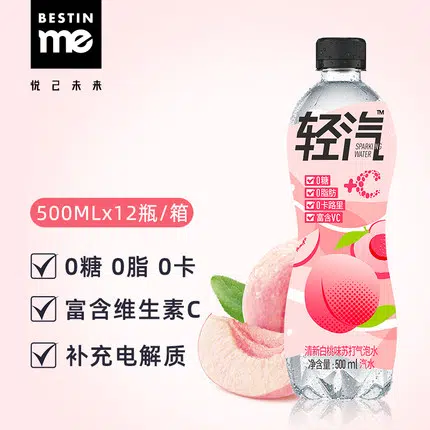 BESTIN
me
悦己未来
500MLx12瓶/箱
0糖 0脂 0卡
富含维生素C
补充电解质
轻汽™
SPARKLING
WATER
+C
0糖
0脂肪
0卡路里
富含VC
清新白桃味苏打气泡水
净含量:500ml 汽水